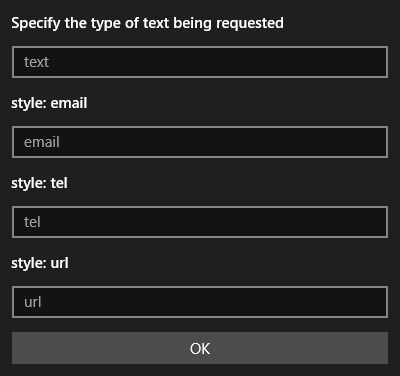 Specify the type of text being requested
text
style: email
email
style: tel
tel
style: url
url
OK